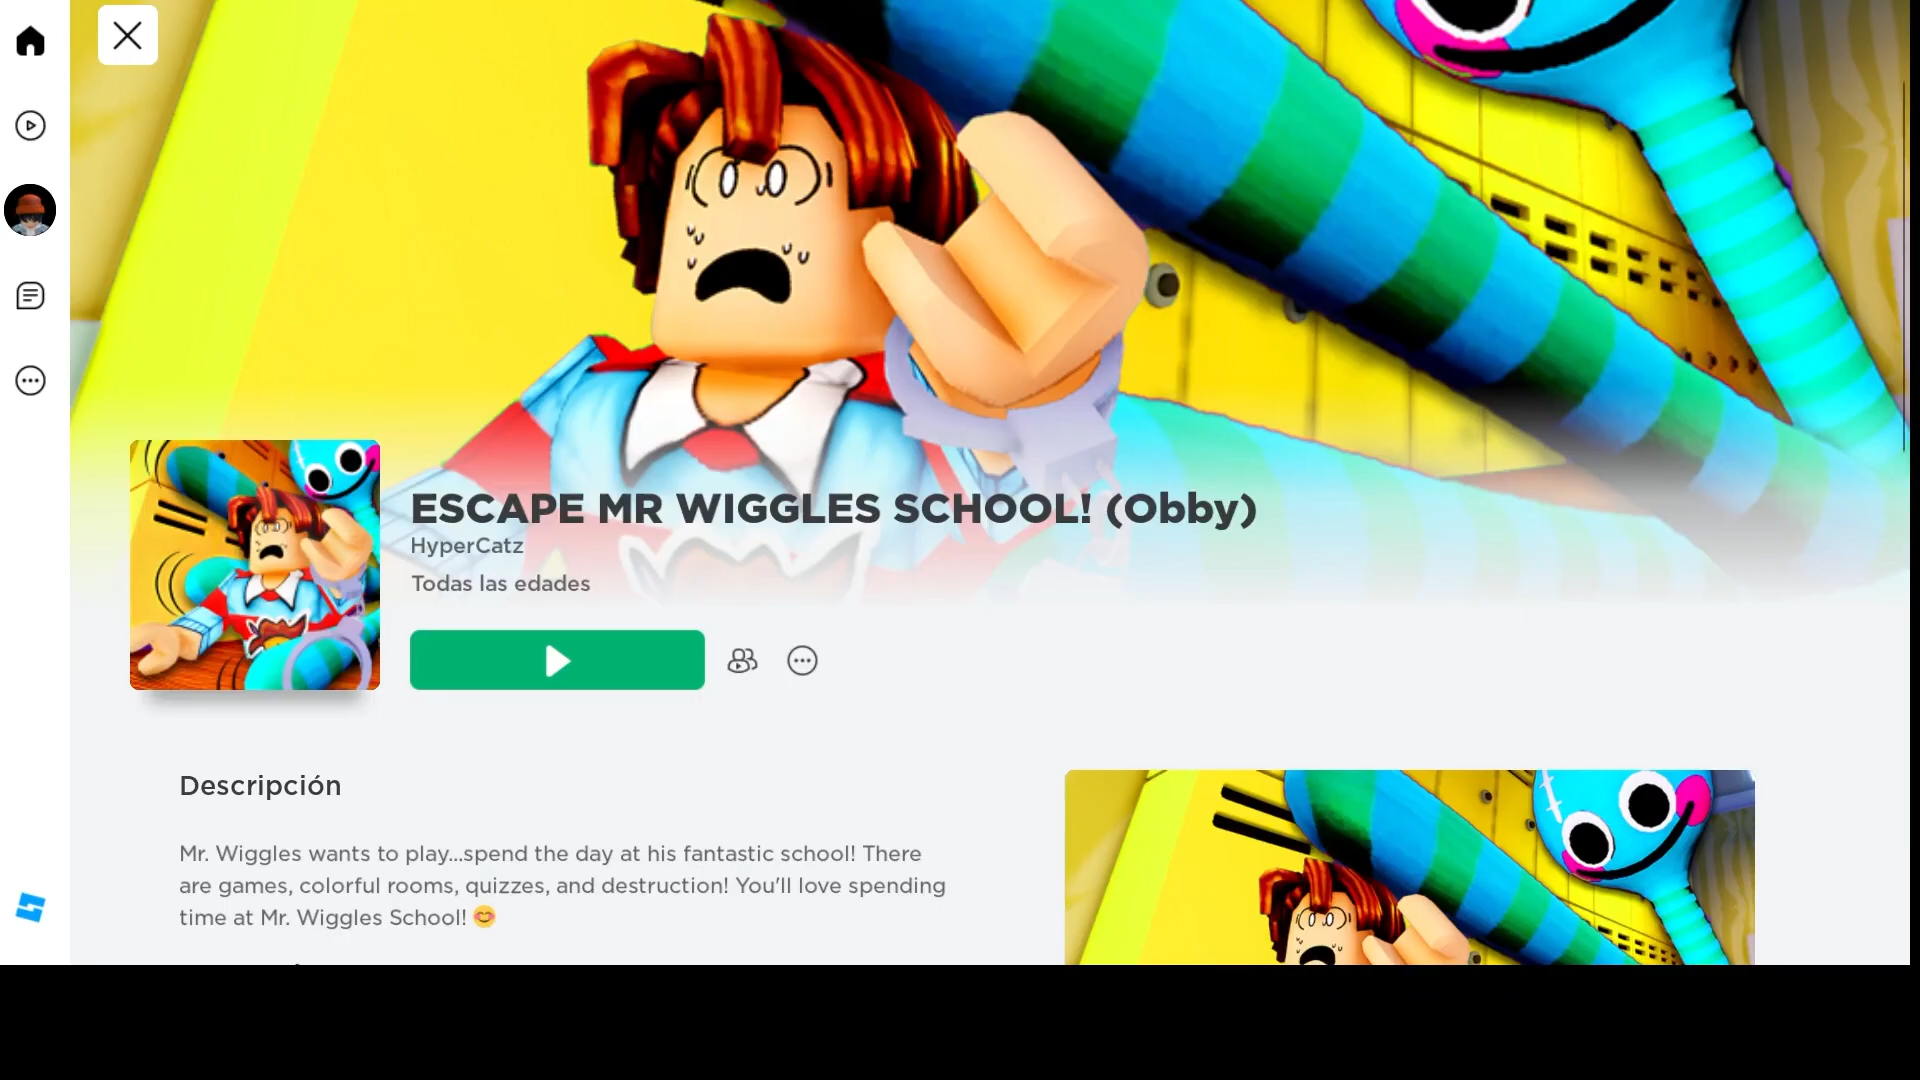 ESCAPE MR WIGGLES SCHOOL! (Obby)
HyperCatz
Todas las edades
Descripción
Mr. Wiggles wants to play...spend the day at his fantastic school! There
are games, colorful rooms, quizzes, and destruction! You'll love spending
time at Mr. Wiggles School! 😊